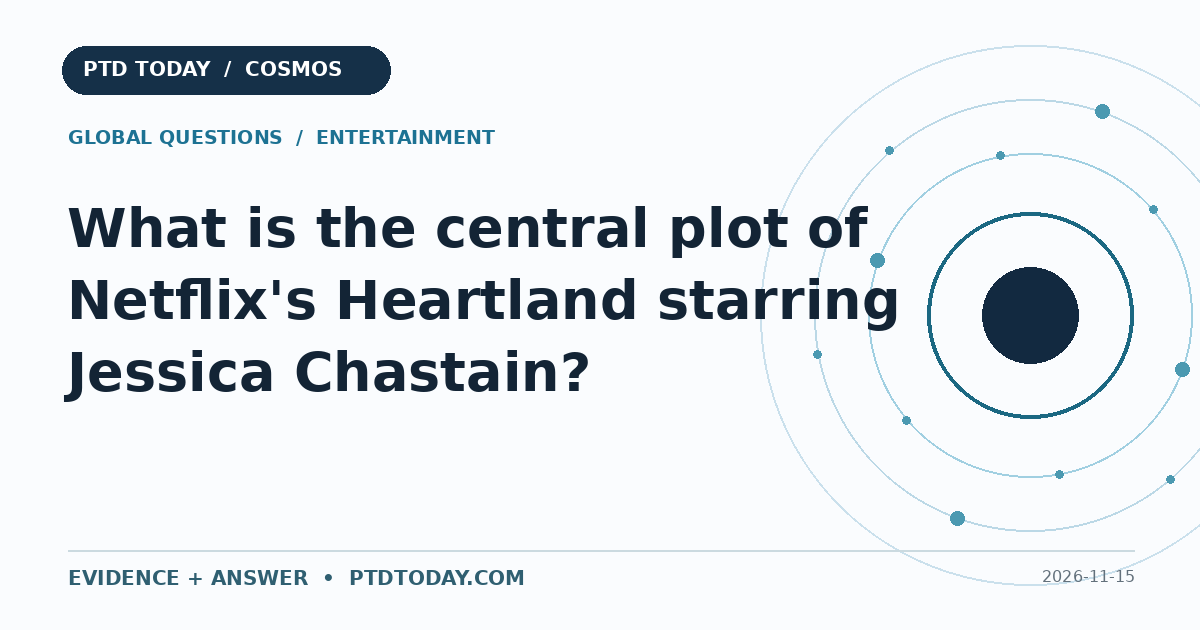 PTD TODAY / COSMOS
GLOBAL QUESTIONS / ENTERTAINMENT
What is the central plot of
Netflix's Heartland starring
Jessica Chastain?
EVIDENCE + ANSWER • PTDTODAY.COM
2026-11-15